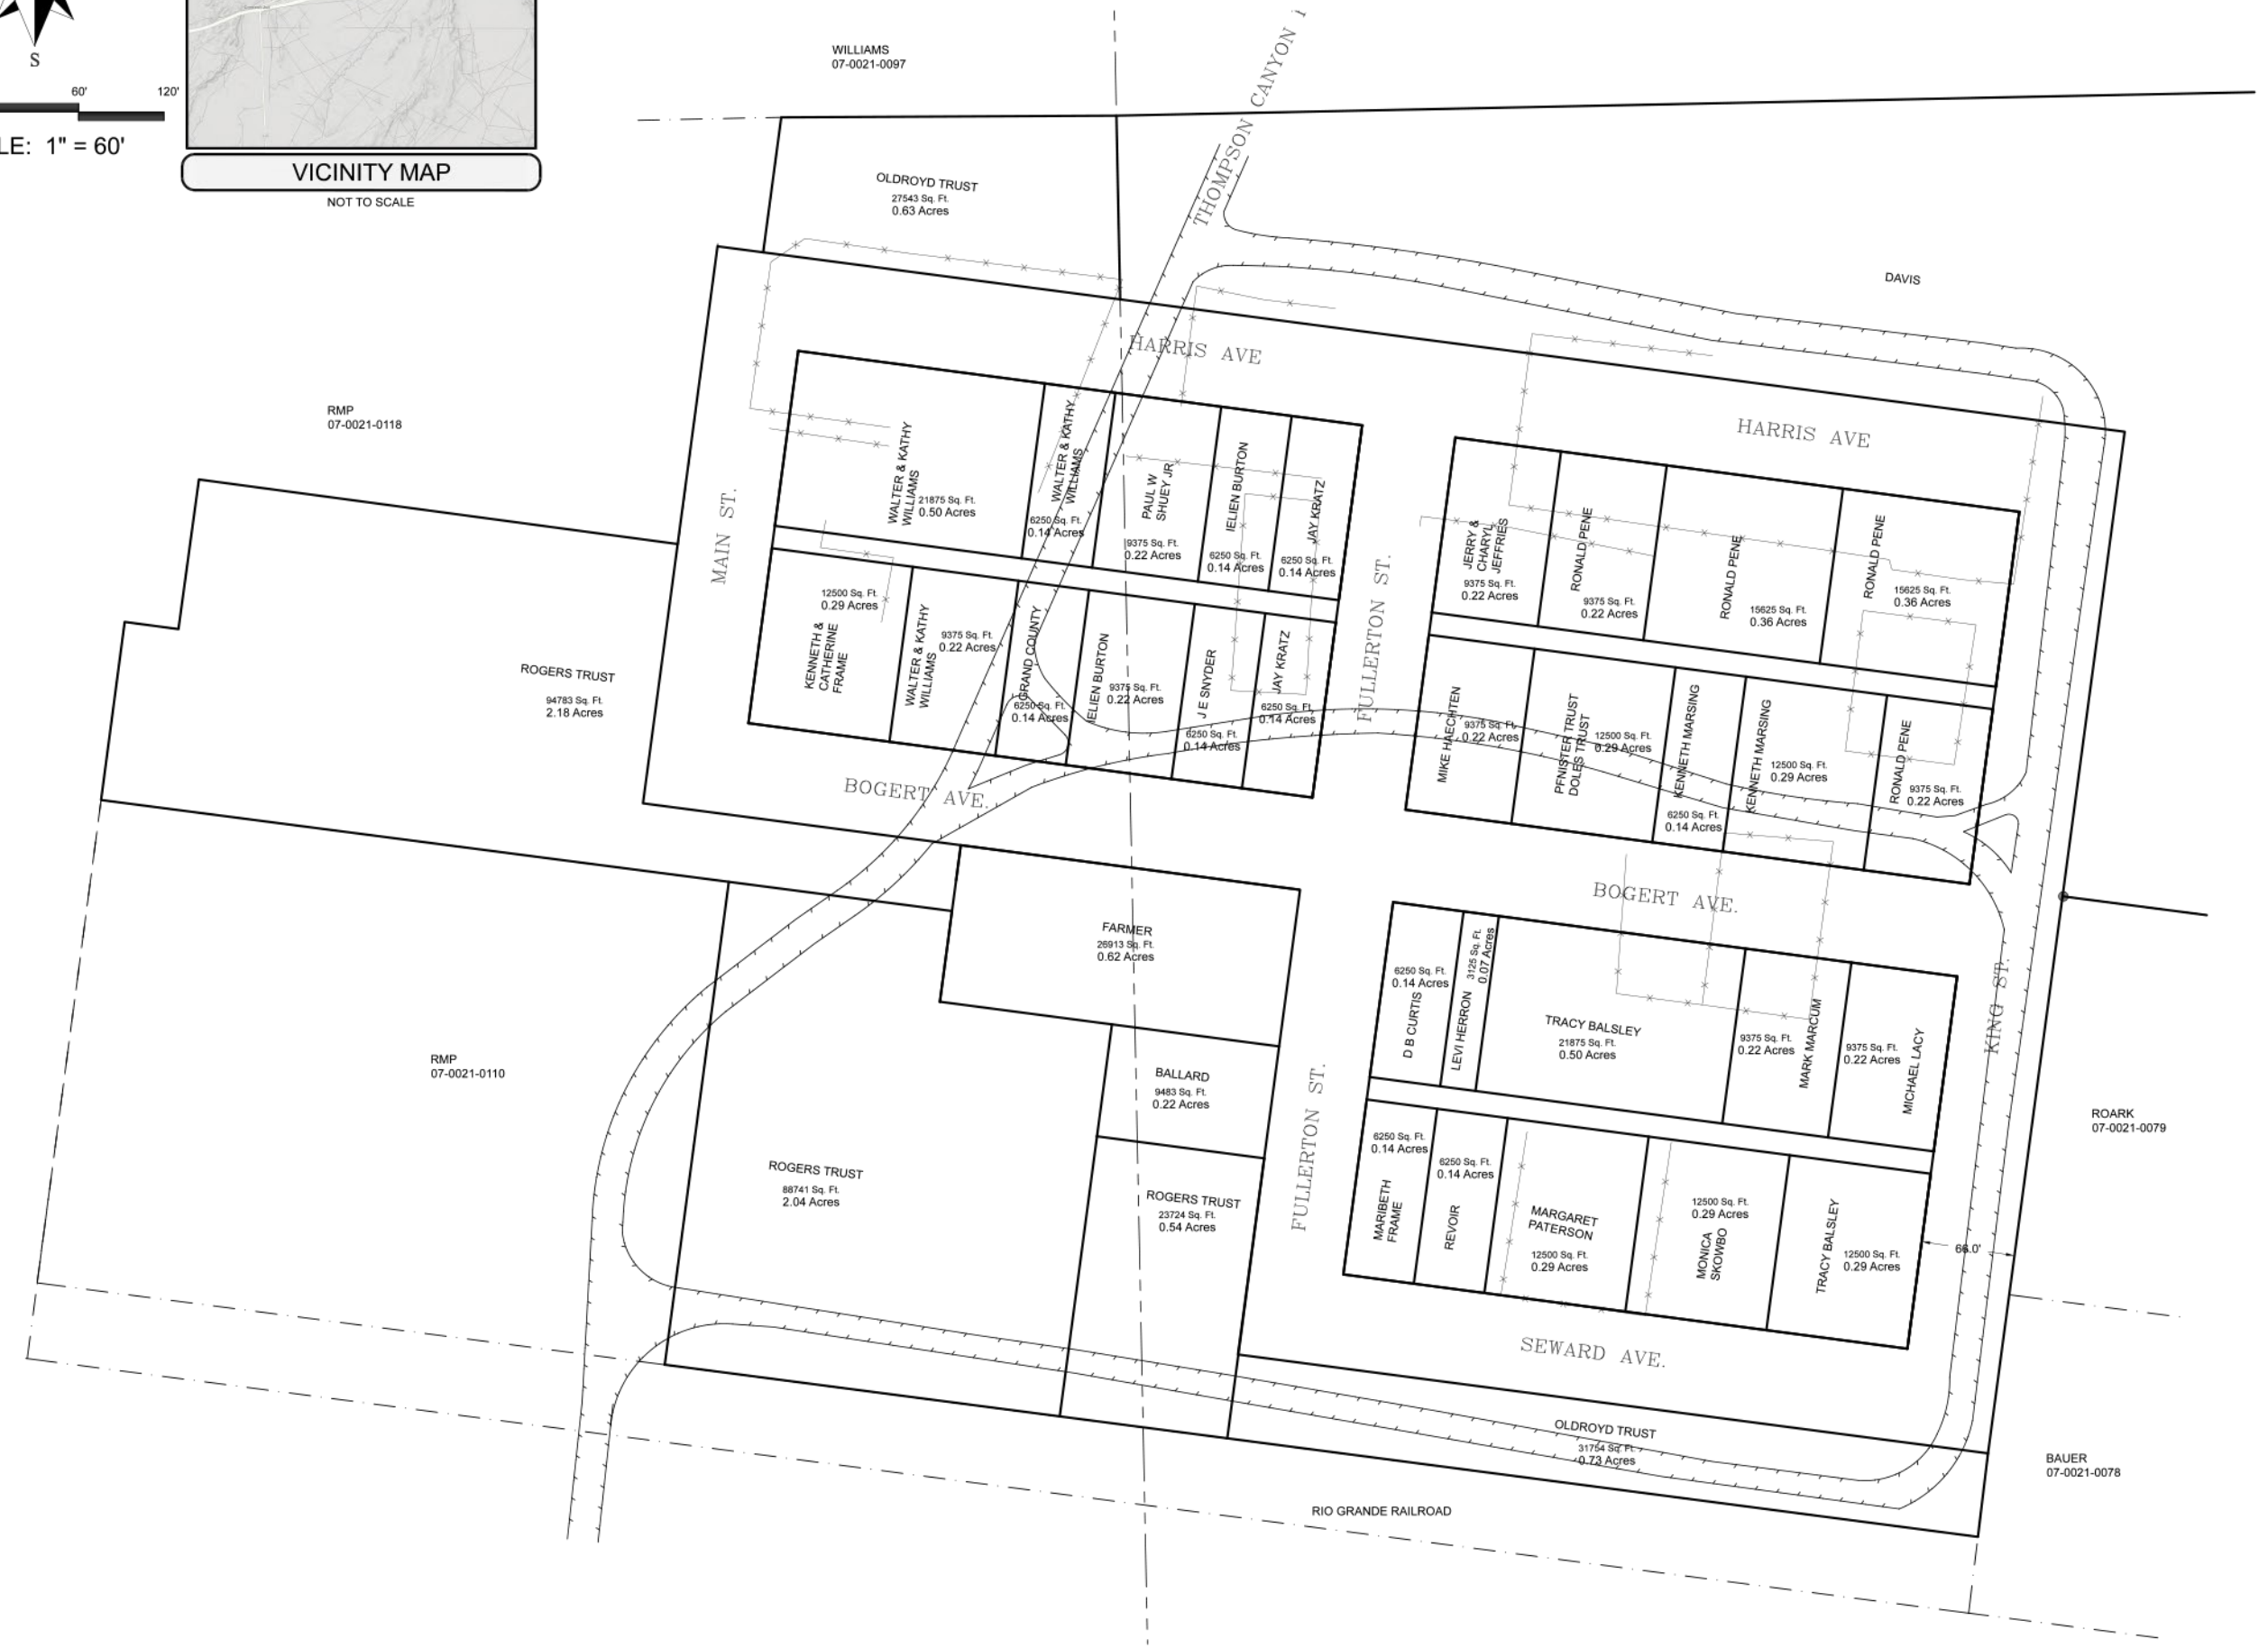 S
60'
120'
LE: 1" = 60'
VICINITY MAP
NOT TO SCALE
WILLIAMS
07-0021-0097
THOMPSON CANYON
OLDROYD TRUST
27543 Sq. Ft.
0.63 Acres
DAVIS
HARRIS AVE
HARRIS AVE
RMP
07-0021-0118
MAIN ST.
WALTER & KATHY
WILLIAMS
21875 Sq. Ft.
0.50 Acres
WALTER & KATHY
WILLIAMS
6250 Sq. Ft.
0.14 Acres
PAUL W
SHUEY JR
9375 Sq. Ft.
0.22 Acres
IELIEN BURTON
6250 Sq. Ft.
0.14 Acres
JAY KRATZ
6250 Sq. Ft.
0.14 Acres
FULLERTON ST.
JERRY &
CHARYL
JEFFRIES
9375 Sq. Ft.
0.22 Acres
RONALD PENE
9375 Sq. Ft.
0.22 Acres
RONALD PENE
15625 Sq. Ft.
0.36 Acres
RONALD PENE
15625 Sq. Ft.
0.36 Acres
12500 Sq. Ft.
0.29 Acres
KENNETH &
CATHERINE
FRAME
WALTER & KATHY
WILLIAMS
9375 Sq. Ft.
0.22 Acres
GRAND COUNTY
6250 Sq. Ft.
0.14 Acres
IELIEN BURTON
9375 Sq. Ft.
0.22 Acres
J E SNYDER
6250 Sq. Ft.
0.14 Acres
JAY KRATZ
6250 Sq. Ft.
0.14 Acres
MIKE HAECHTEN
9375 Sq. Ft.
0.22 Acres
PFNISTER TRUST
DOLES TRUST
12500 Sq. Ft.
0.29 Acres
KENNETH MARSING
6250 Sq. Ft.
0.14 Acres
KENNETH MARSING
12500 Sq. Ft.
0.29 Acres
RONALD PENE
9375 Sq. Ft.
0.22 Acres
ROGERS TRUST
94783 Sq. Ft.
2.18 Acres
BOGERT AVE.
BOGERT AVE.
FARMER
26913 Sq. Ft.
0.62 Acres
6250 Sq. Ft.
0.14 Acres
D B CURTIS
LEVI HERRON
3125 Sq. Ft.
0.07 Acres
TRACY BALSLEY
21875 Sq. Ft.
0.50 Acres
9375 Sq. Ft.
0.22 Acres
MARK MARCUM
9375 Sq. Ft.
0.22 Acres
MICHAEL LACY
KING ST.
RMP
07-0021-0110
BALLARD
9483 Sq. Ft.
0.22 Acres
FULLERTON ST.
ROARK
07-0021-0079
6250 Sq. Ft.
0.14 Acres
MARIBETH
FRAME
6250 Sq. Ft.
0.14 Acres
REVOIR
MARGARET
PATERSON
12500 Sq. Ft.
0.29 Acres
12500 Sq. Ft.
0.29 Acres
MONICA
SKOWBO
TRACY BALSLEY
12500 Sq. Ft.
0.29 Acres
66.0'
ROGERS TRUST
88741 Sq. Ft.
2.04 Acres
ROGERS TRUST
23724 Sq. Ft.
0.54 Acres
SEWARD AVE.
OLDROYD TRUST
31754 Sq. Ft.
0.73 Acres
BAUER
07-0021-0078
RIO GRANDE RAILROAD